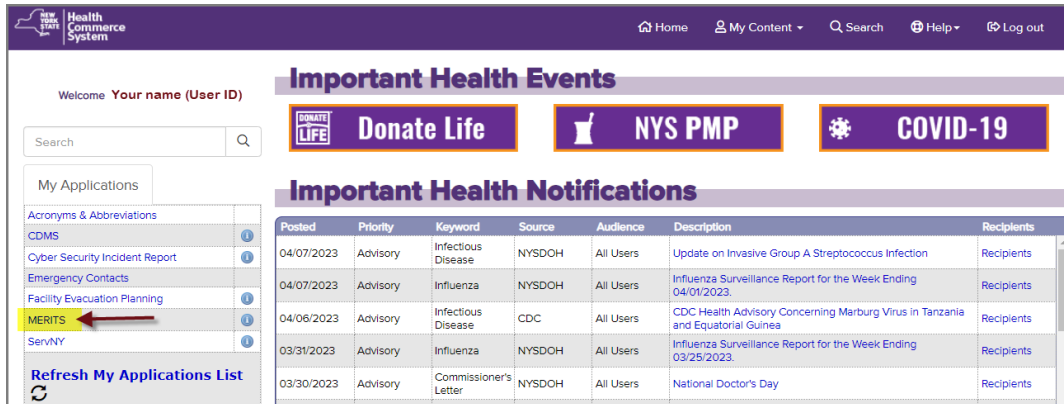 NEW YORK STATE Health Commerce System
Home My Content Search Help Log out
Welcome Your name (User ID)
Search
My Applications
Acronyms & Abbreviations
CDMS
Cyber Security Incident Report
Emergency Contacts
Facility Evacuation Planning
MERITS
ServNY
Refresh My Applications List
Important Health Events
DONATE LIFE Donate Life NYS PMP COVID-19
Important Health Notifications
Posted Priority Keyword Source Audience Description Recipients
04/07/2023 Advisory Infectious Disease NYSDOH All Users Update on Invasive Group A Streptococcus Infection Recipients
04/07/2023 Advisory Influenza NYSDOH All Users Influenza Surveillance Report for the Week Ending 04/01/2023. Recipients
04/06/2023 Advisory Infectious Disease CDC All Users CDC Health Advisory Concerning Marburg Virus in Tanzania and Equatorial Guinea Recipients
03/31/2023 Advisory Influenza NYSDOH All Users Influenza Surveillance Report for the Week Ending 03/25/2023. Recipients
03/30/2023 Advisory Commissioner's Letter NYSDOH All Users National Doctor's Day Recipients